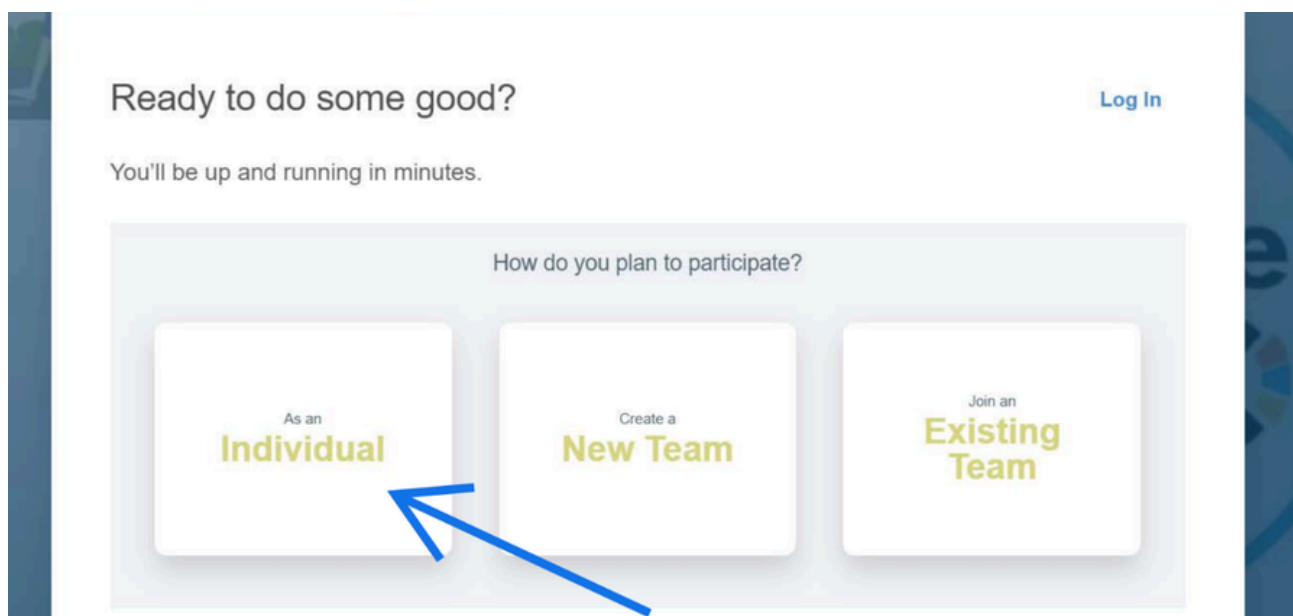 Ready to do some good?
Log In
You'll be up and running in minutes.
How do you plan to participate?
As an
Individual
Create a
New Team
Join an
Existing
Team